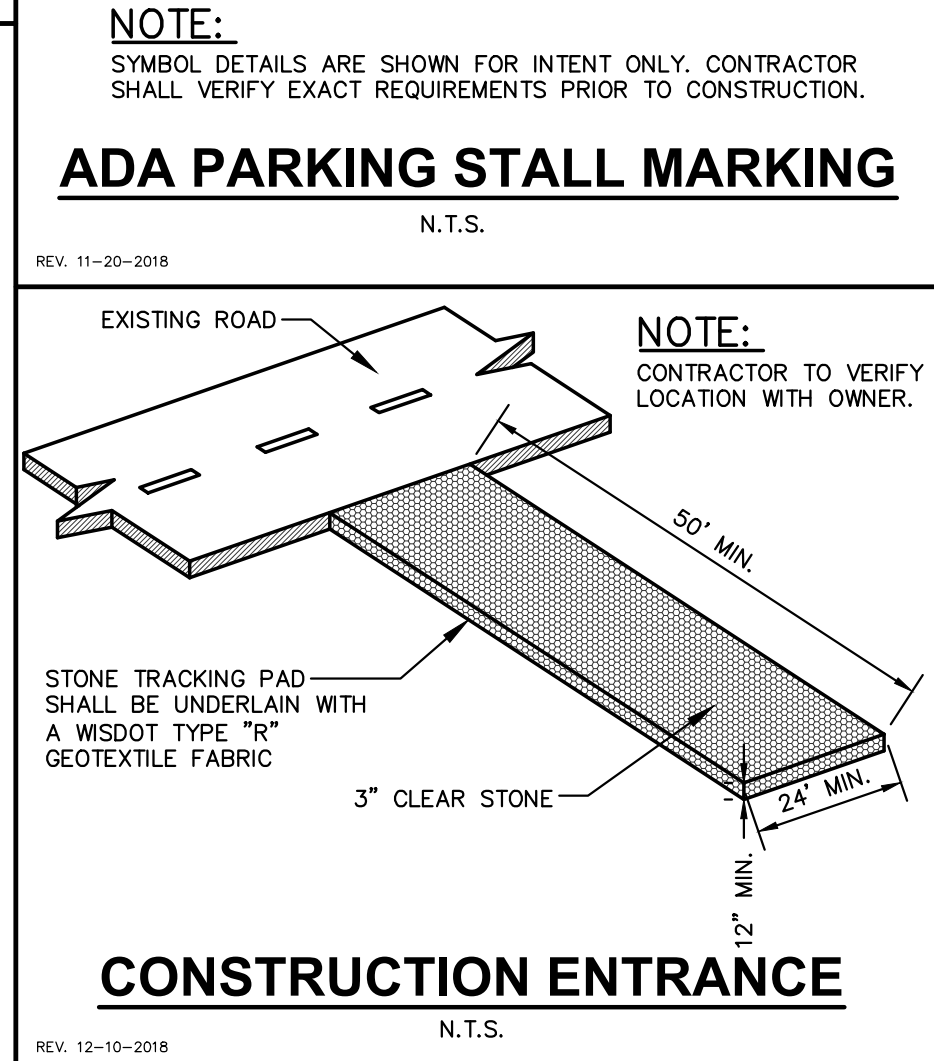 NOTE:
SYMBOL DETAILS ARE SHOWN FOR INTENT ONLY. CONTRACTOR
SHALL VERIFY EXACT REQUIREMENTS PRIOR TO CONSTRUCTION.
ADA PARKING STALL MARKING
N.T.S.
REV. 11-20-2018
EXISTING ROAD
NOTE:
CONTRACTOR TO VERIFY
LOCATION WITH OWNER.
50' MIN.
STONE TRACKING PAD
SHALL BE UNDERLAIN WITH
A WISDOT TYPE "R"
GEOTEXTILE FABRIC
3" CLEAR STONE
24' MIN.
12" MIN.
CONSTRUCTION ENTRANCE
N.T.S.
REV. 12-10-2018